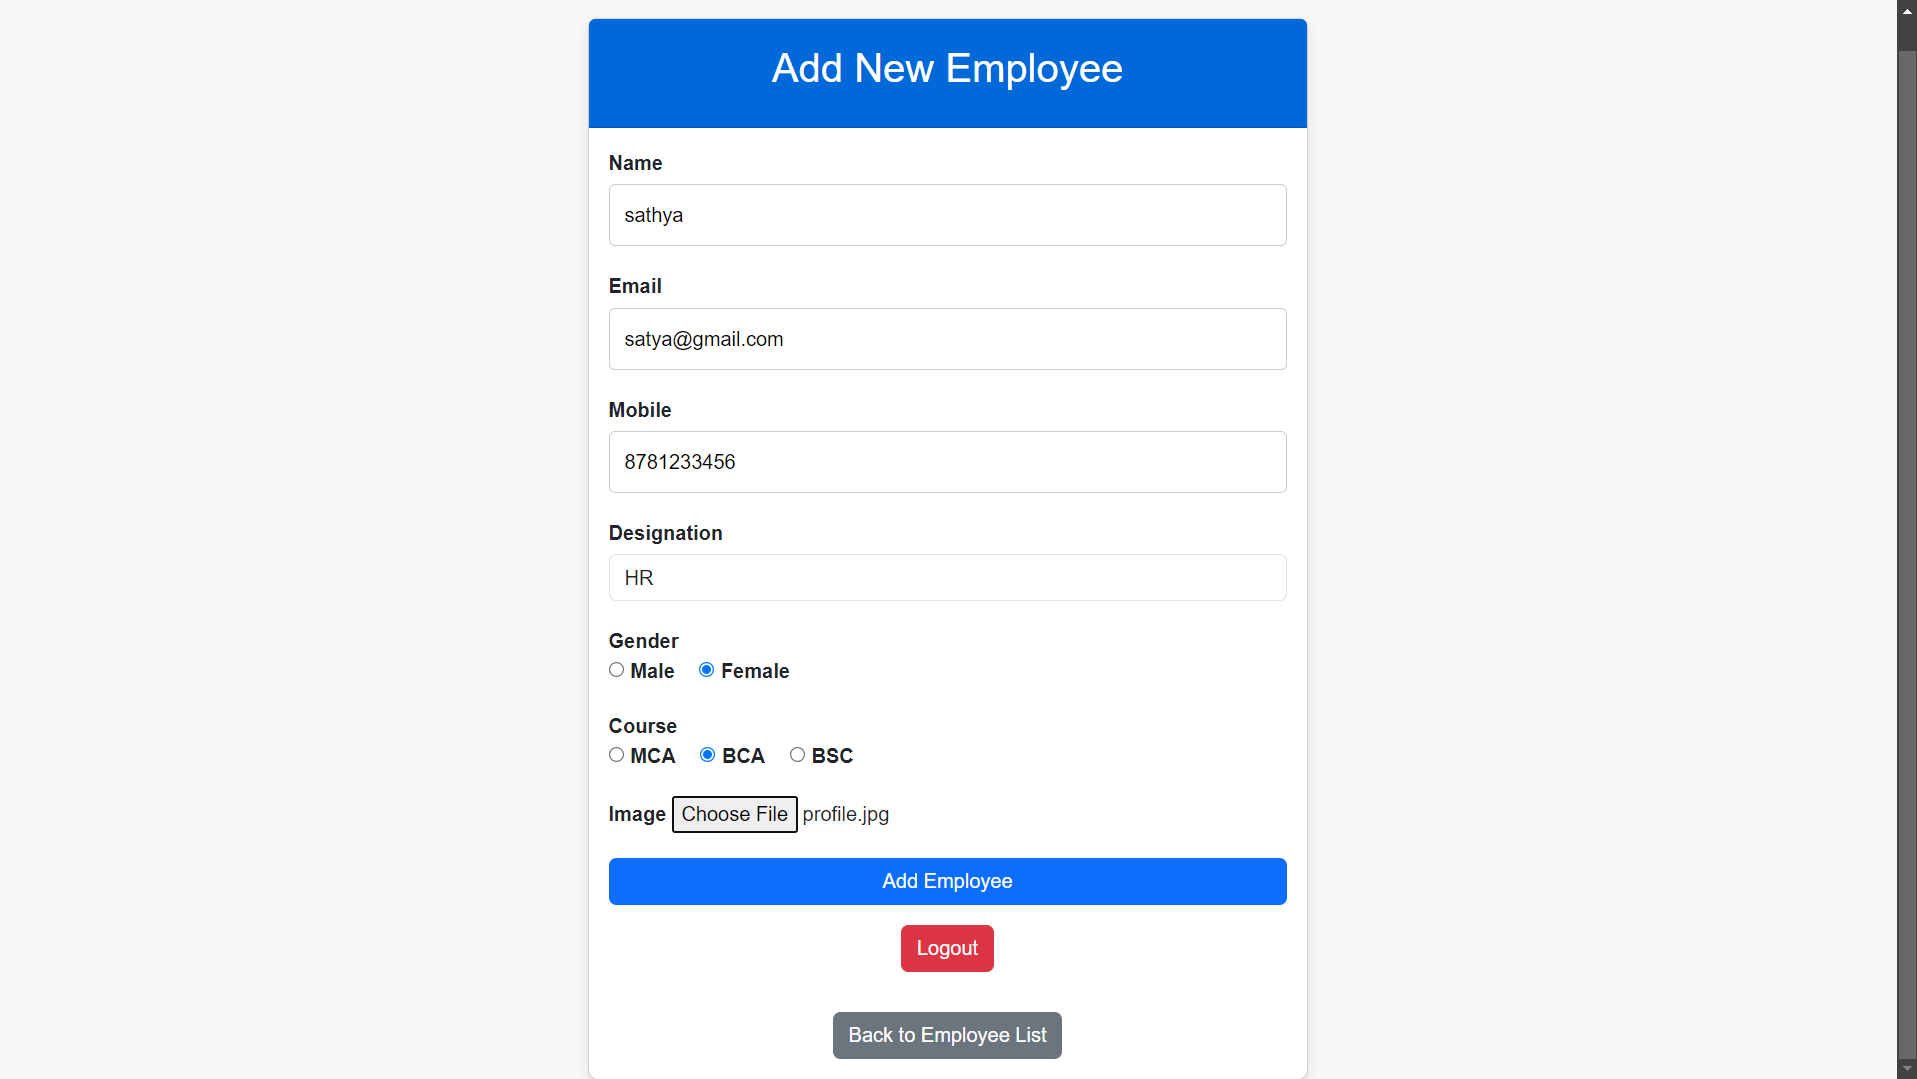 Add New Employee
Name
sathya
Email
satya@gmail.com
Mobile
8781233456
Designation
HR
Gender
Male Female
Course
MCA BCA BSC
Image Choose File profile.jpg
Add Employee
Logout
Back to Employee List